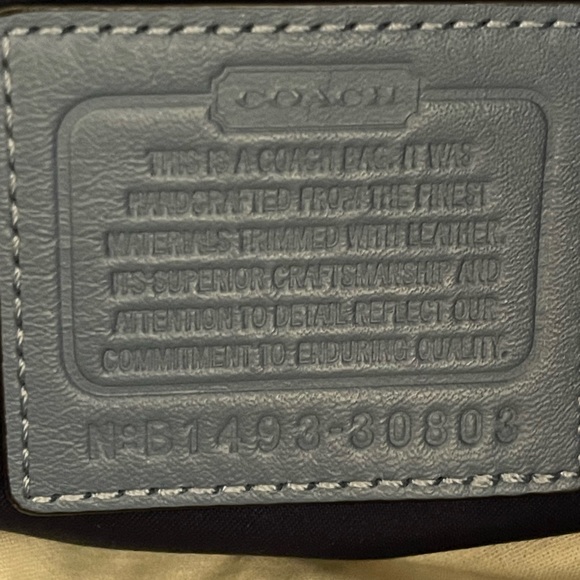 COACH
THIS IS A COACH BAG. IT WAS
HANDCRAFTED FROM THE FINEST
MATERIALS TRIMMED WITH LEATHER.
ITS SUPERIOR CRAFTSMANSHIP AND
ATTENTION TO DETAIL REFLECT OUR
COMMITMENT TO ENDURING QUALITY.
No B1493-30803